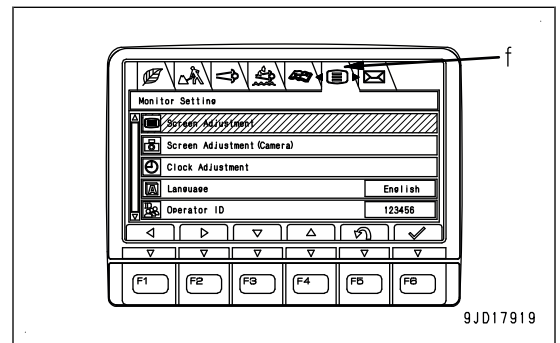 f
Monitor Setting
Screen Adjustment
Screen Adjustment (Camera)
Clock Adjustment
A Language English
Operator ID 123456
F1 F2 F3 F4 F5 F6
9JD17919